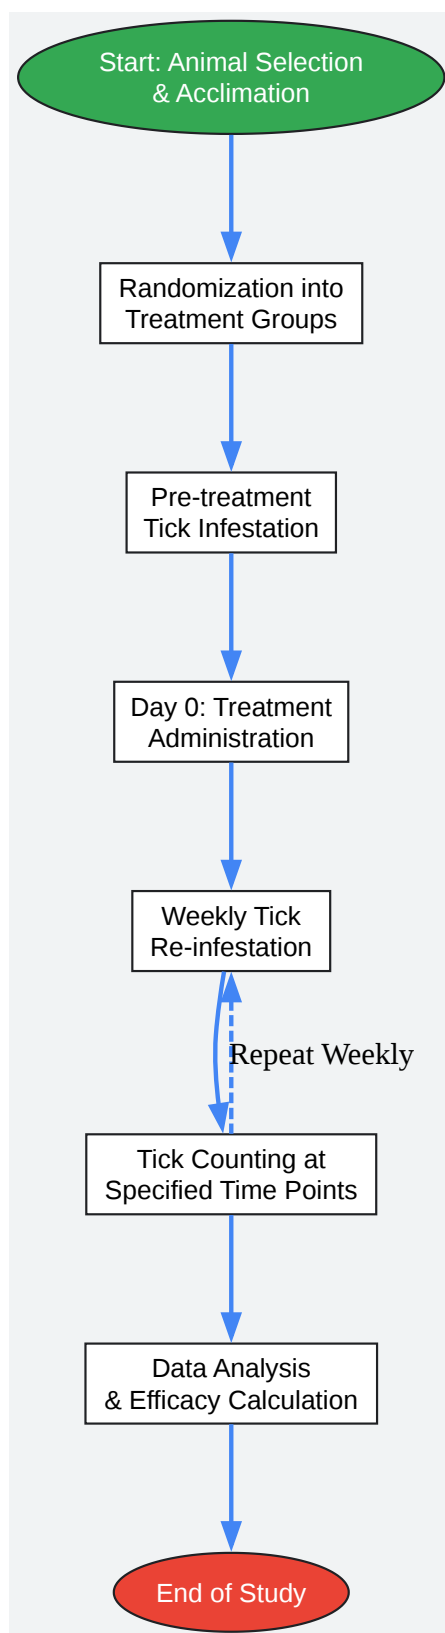 Start: Animal Selection
& Acclimation
Randomization into
Treatment Groups
Pre-treatment
Tick Infestation
Day 0: Treatment
Administration
Weekly Tick
Re-infestation
Repeat Weekly
Tick Counting at
Specified Time Points
Data Analysis
& Efficacy Calculation
End of Study